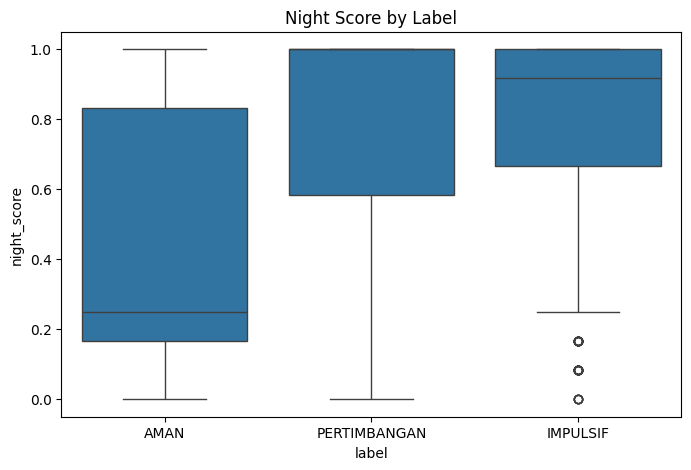 Night Score by Label
night_score
1.0
0.8
0.6
0.4
0.2
0.0
AMAN PERTIMBANGAN IMPULSIF
label